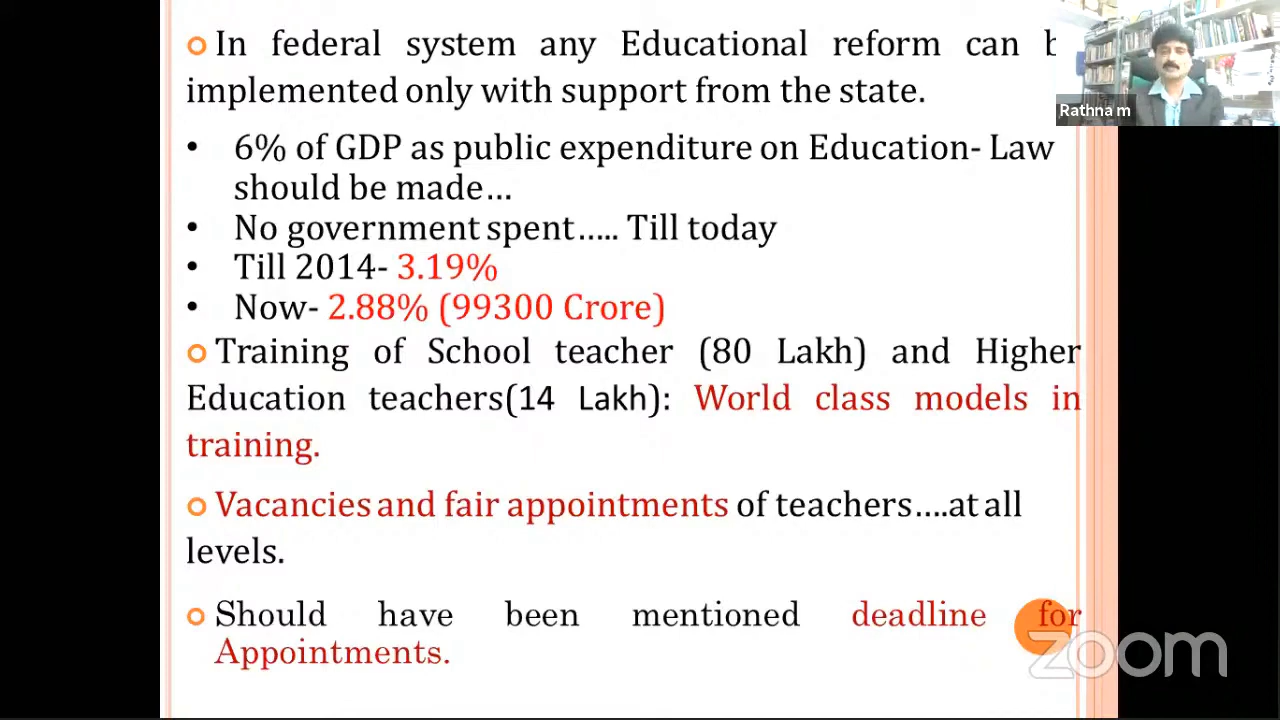 In federal system any Educational reform can b
implemented only with support from the state.
Rathna m
• 6% of GDP as public expenditure on Education- Law
should be made…
• No government spent….. Till today
• Till 2014- 3.19%
• Now- 2.88% (99300 Crore)
Training of School teacher (80 Lakh) and Higher
Education teachers(14 Lakh): World class models in
training.
Vacancies and fair appointments of teachers….at all
levels.
Should have been mentioned deadline for
Appointments.
zoom